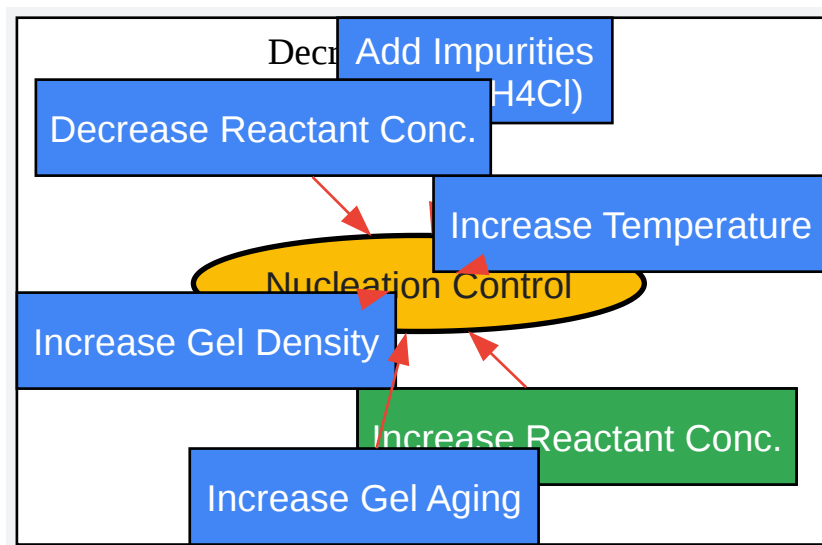 Decr
Add Impurities
H4Cl)
Decrease Reactant Conc.
Increase Temperature
Nucleation Control
Increase Gel Density
Increase Reactant Conc.
Increase Gel Aging